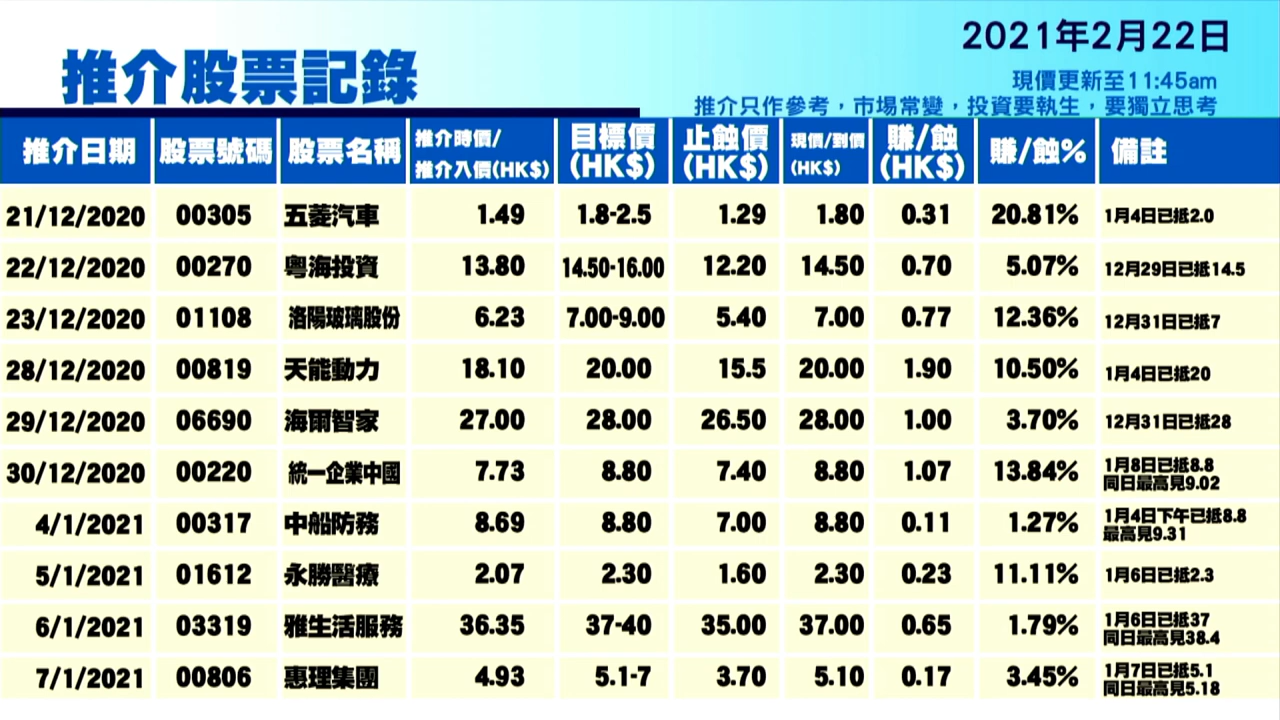 推介股票記錄
2021年2月22日
現價更新至11:45am
推介只作參考，市場常變，投資要執生，要獨立思考
推介日期 股票號碼 股票名稱 推介時價/推介入價(HK$) 目標價(HK$) 止蝕價(HK$) 現價/到價(HK$) 賺/蝕(HK$) 賺/蝕% 備註
21/12/2020 00305 五菱汽車 1.49 1.8-2.5 1.29 1.80 0.31 20.81% 1月4日已抵2.0
22/12/2020 00270 粵海投資 13.80 14.50-16.00 12.20 14.50 0.70 5.07% 12月29日已抵14.5
23/12/2020 01108 洛陽玻璃股份 6.23 7.00-9.00 5.40 7.00 0.77 12.36% 12月31日已抵7
28/12/2020 00819 天能動力 18.10 20.00 15.5 20.00 1.90 10.50% 1月4日已抵20
29/12/2020 06690 海爾智家 27.00 28.00 26.50 28.00 1.00 3.70% 12月31日已抵28
30/12/2020 00220 統一企業中國 7.73 8.80 7.40 8.80 1.07 13.84% 1月8日已抵8.8
同日最高見9.02
4/1/2021 00317 中船防務 8.69 8.80 7.00 8.80 0.11 1.27% 1月4日下午已抵8.8
最高見9.31
5/1/2021 01612 永勝醫療 2.07 2.30 1.60 2.30 0.23 11.11% 1月6日已抵2.3
6/1/2021 03319 雅生活服務 36.35 37-40 35.00 37.00 0.65 1.79% 1月6日已抵37
同日最高見38.4
7/1/2021 00806 惠理集團 4.93 5.1-7 3.70 5.10 0.17 3.45% 1月7日已抵5.1
同日最高見5.18